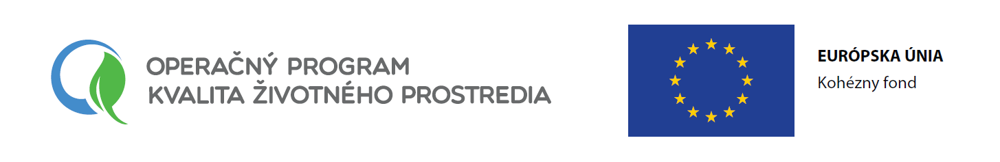 OPERAČNÝ PROGRAM
KVALITA ŽIVOTNÉHO PROSTREDIA
EURÓPSKA ÚNIA
Kohézny fond